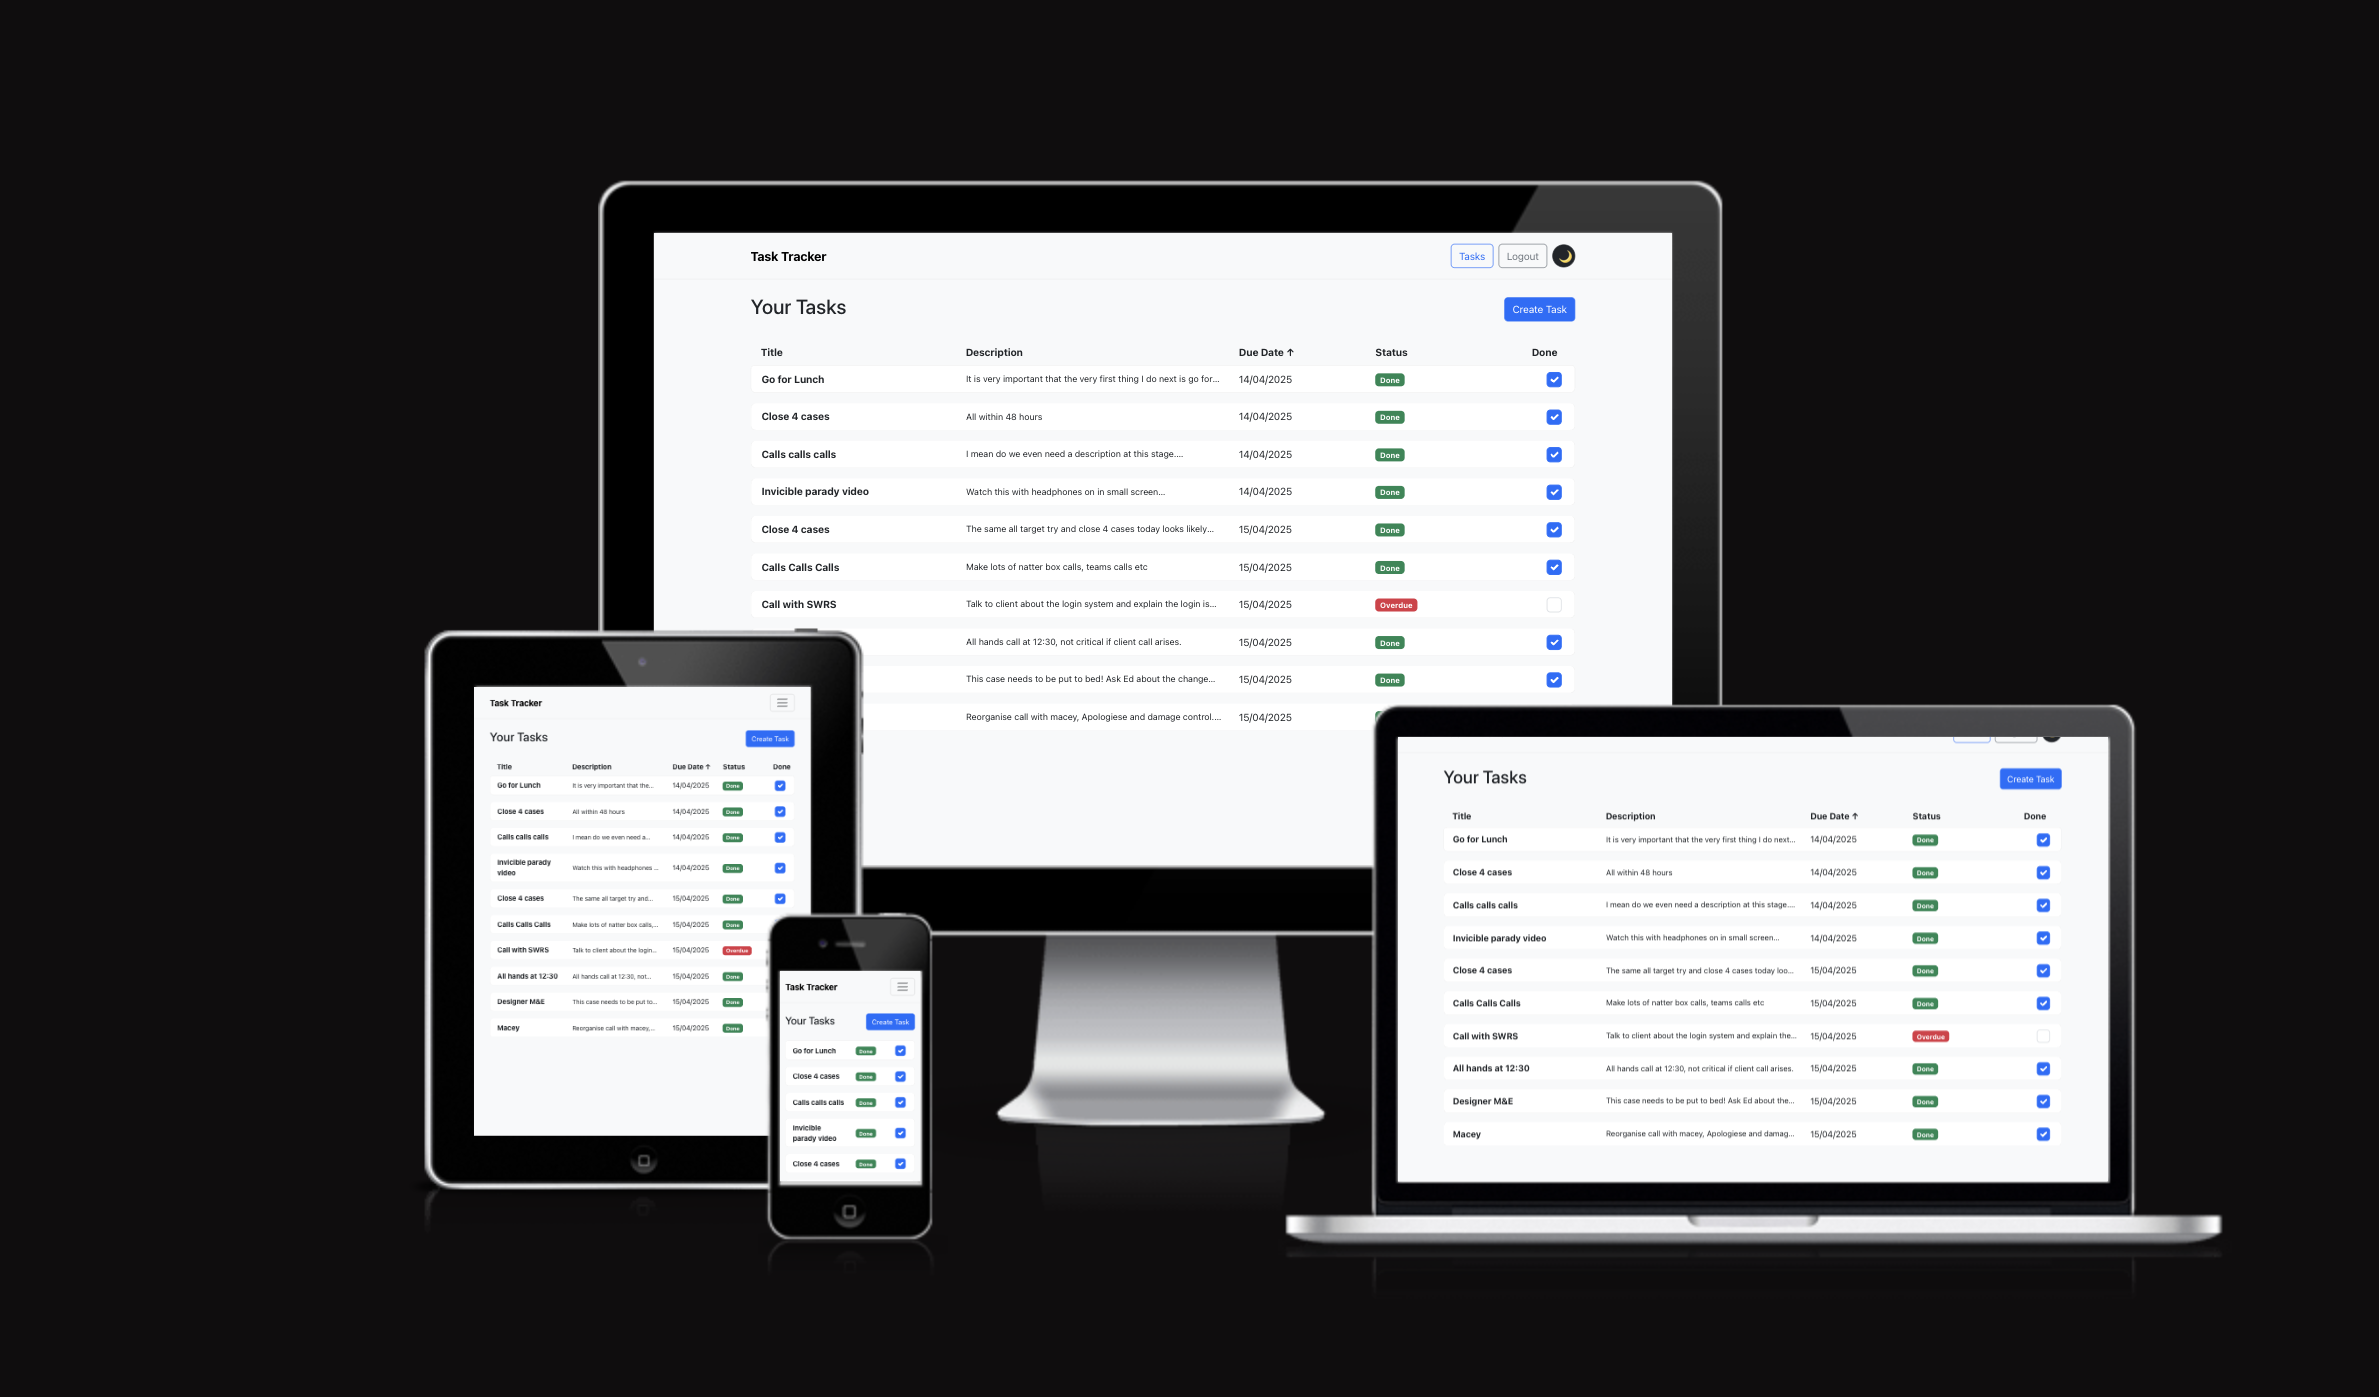 Task Tracker
Tasks Logout
Your Tasks
Create Task
Title Description Due Date ↑ Status Done
Go for Lunch It is very important that the very first thing I do next is go for... 14/04/2025 Done
Close 4 cases All within 48 hours 14/04/2025 Done
Calls calls calls I mean do we even need a description at this stage.... 14/04/2025 Done
Invicible parady video Watch this with headphones on in small screen... 14/04/2025 Done
Close 4 cases The same all target try and close 4 cases today looks likely... 15/04/2025 Done
Calls Calls Calls Make lots of natter box calls, teams calls etc 15/04/2025 Done
Call with SWRS Talk to client about the login system and explain the login is... 15/04/2025 Overdue
All hands call at 12:30, not critical if client call arises. 15/04/2025 Done
This case needs to be put to bed! Ask Ed about the change... 15/04/2025 Done
Reorganise call with macey, Apologiese and damage control.... 15/04/2025
Task Tracker
Your Tasks
Create Task
Title Description Due Date ↑ Status Done
Go for Lunch It is very important that the... 14/04/2025 Done
Close 4 cases All within 48 hours 14/04/2025 Done
Calls calls calls I mean do we even need a... 14/04/2025 Done
Invicible parady
video
Watch this with headphones ... 14/04/2025 Done
Close 4 cases The same all target try and... 15/04/2025 Done
Calls Calls Calls Make lots of natter box calls,... 15/04/2025 Done
Call with SWRS Talk to client about the login... 15/04/2025 Overdue
All hands at 12:30 All hands call at 12:30, not... 15/04/2025 Done
Designer M&E This case needs to be put to... 15/04/2025 Done
Macey Reorganise call with macey,... 15/04/2025 Done
Task Tracker
Your Tasks
Create Task
Go for Lunch Done
Close 4 cases Done
Calls calls calls Done
Invicible
parady video
Done
Close 4 cases Done
Your Tasks
Create Task
Title Description Due Date ↑ Status Done
Go for Lunch It is very important that the very first thing I do next... 14/04/2025 Done
Close 4 cases All within 48 hours 14/04/2025 Done
Calls calls calls I mean do we even need a description at this stage.... 14/04/2025 Done
Invicible parady video Watch this with headphones on in small screen... 14/04/2025 Done
Close 4 cases The same all target try and close 4 cases today loo... 15/04/2025 Done
Calls Calls Calls Make lots of natter box calls, teams calls etc 15/04/2025 Done
Call with SWRS Talk to client about the login system and explain the... 15/04/2025 Overdue
All hands at 12:30 All hands call at 12:30, not critical if client call arises. 15/04/2025 Done
Designer M&E This case needs to be put to bed! Ask Ed about the... 15/04/2025 Done
Macey Reorganise call with macey, Apologiese and damag... 15/04/2025 Done